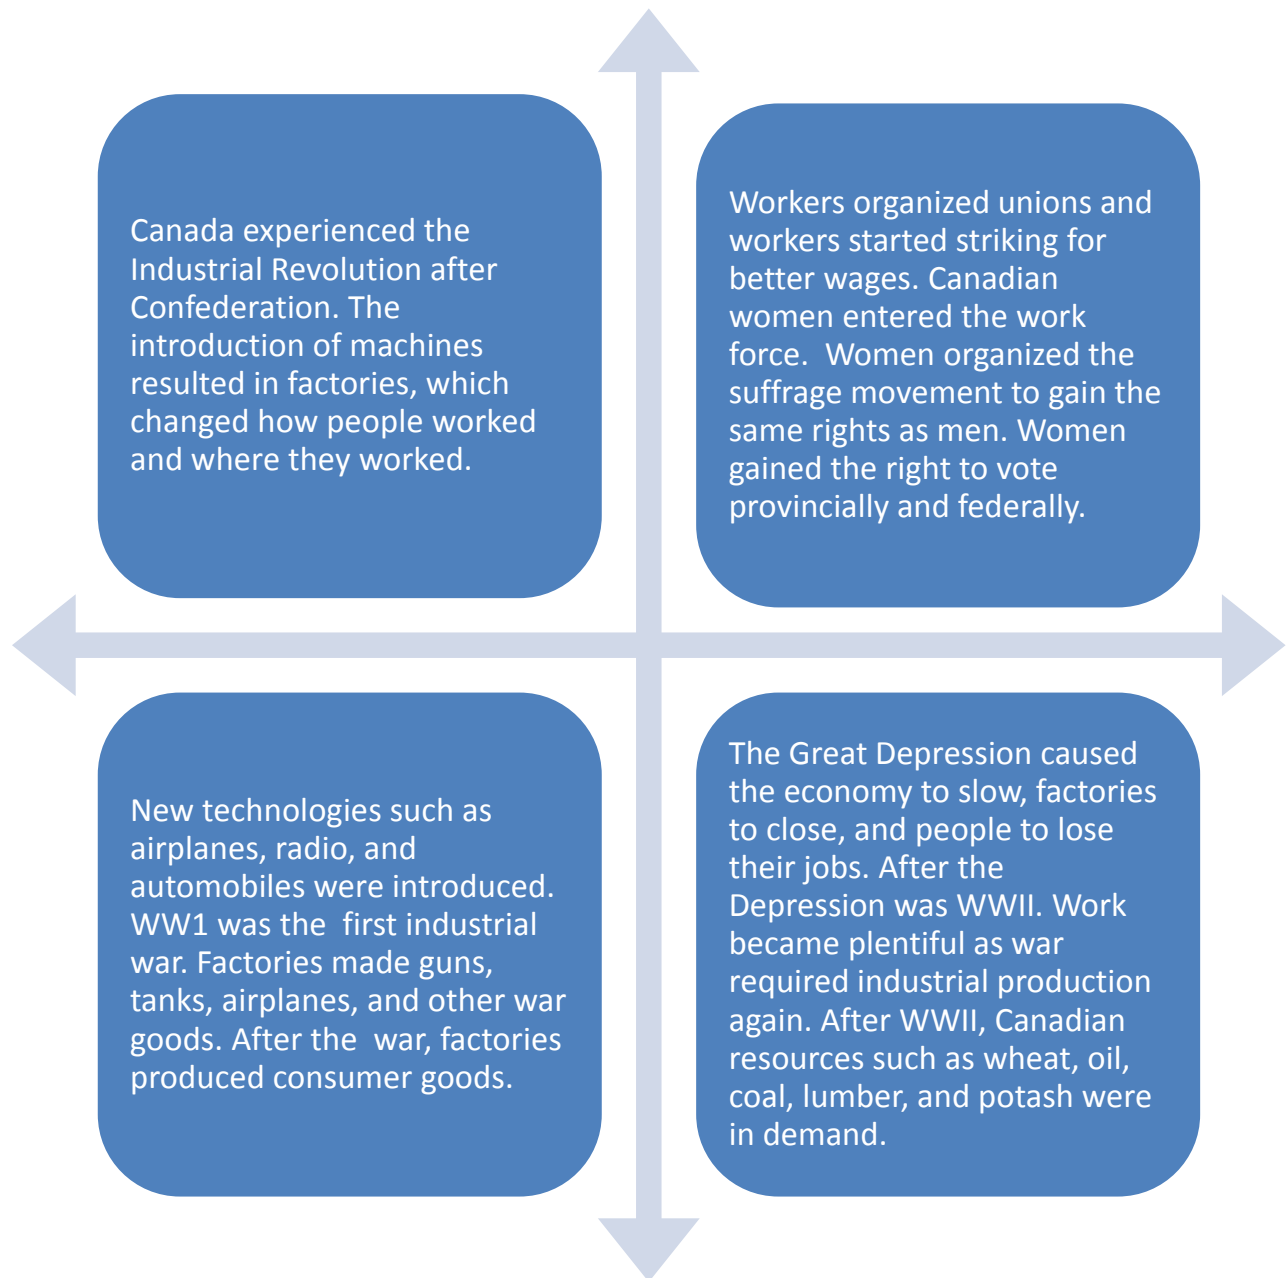 Canada experienced the
Industrial Revolution after
Confederation. The
introduction of machines
resulted in factories, which
changed how people worked
and where they worked.
Workers organized unions and
workers started striking for
better wages. Canadian
women entered the work
force.  Women organized the
suffrage movement to gain the
same rights as men. Women
gained the right to vote
provincially and federally.
New technologies such as
airplanes, radio, and
automobiles were introduced.
WW1 was the  first industrial
war. Factories made guns,
tanks, airplanes, and other war
goods. After the  war, factories
produced consumer goods.
The Great Depression caused
the economy to slow, factories
to close, and people to lose
their jobs. After the
Depression was WWII. Work
became plentiful as war
required industrial production
again. After WWII, Canadian
resources such as wheat, oil,
coal, lumber, and potash were
in demand.